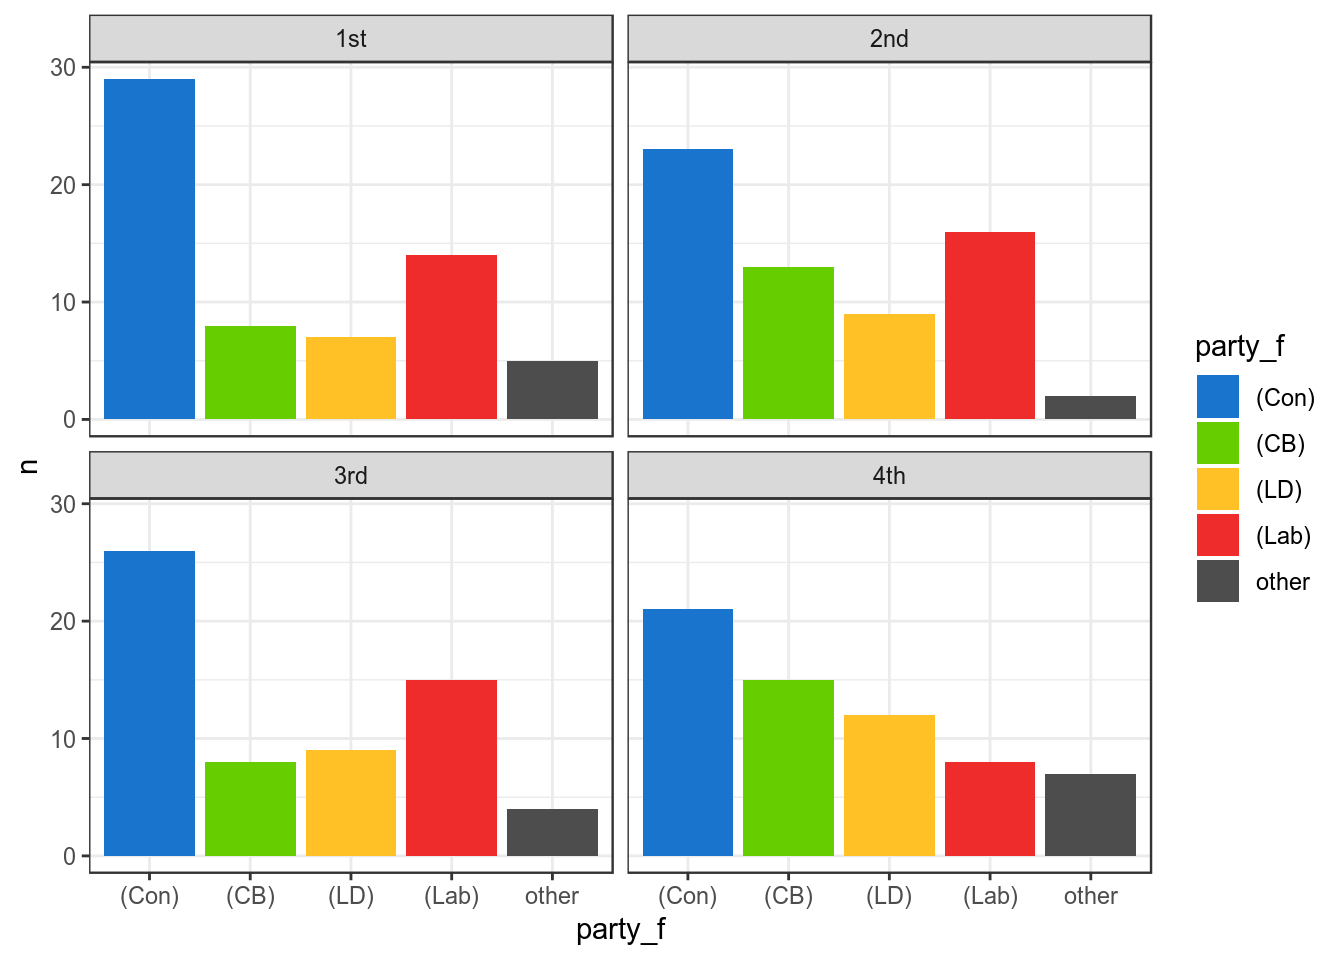 1st
2nd
30
20
10
0
n
3rd
4th
30
20
10
0
(Con)
(CB)
(LD)
(Lab)
other
(Con)
(CB)
(LD)
(Lab)
other
party_f
party_f
(Con)
(CB)
(LD)
(Lab)
other